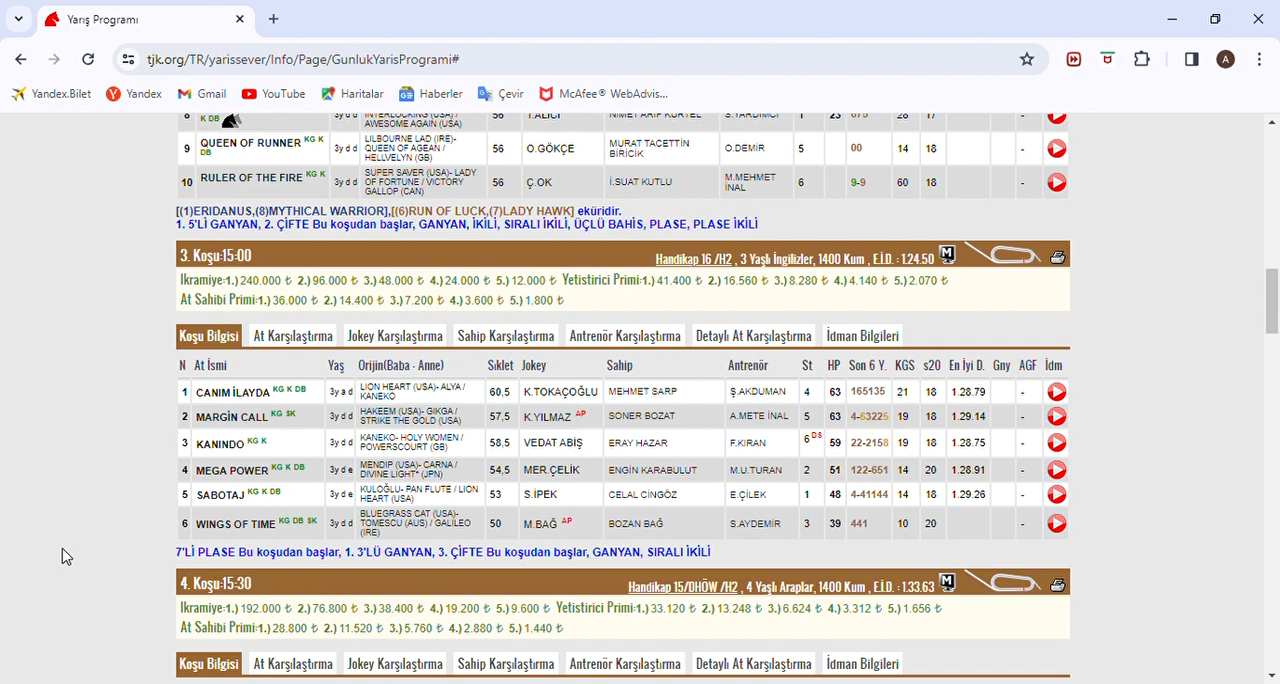 Yarış Programı
tjk.org/TR/yarissever/Info/Page/GunlukYarisProgrami#
A
Yandex.Bilet Yandex Gmail YouTube Haritalar Haberler Çevir McAfee® WebAdvis...
8 K DB INTERLOCKING (USA) / AWESOME AGAIN (USA) 56 T.ALICI NİMET ARİF KURTEL S.YARDIMCI 1 23 675 28 17 -
9 QUEEN OF RUNNER KG K DB 3y d d LILBOURNE LAD (IRE)- QUEEN OF AGEAN / HELLVELYN (GB) 56 O.GÖKÇE MURAT TACETTİN BİRİCİK O.DEMİR 5 00 14 18 -
10 RULER OF THE FIRE KG K 3y d d SUPER SAVER (USA)- LADY OF FORTUNE / VICTORY GALLOP (CAN) 56 Ç.OK İ.SUAT KUTLU M.MEHMET İNAL 6 9-9 60 18 -
[(1)ERIDANUS,(8)MYTHICAL WARRIOR],[(6)RUN OF LUCK,(7)LADY HAWK] eküridir.
1. 5'Lİ GANYAN, 2. ÇİFTE Bu koşudan başlar, GANYAN, İKİLİ, SIRALI İKİLİ, ÜÇLÜ BAHİS, PLASE, PLASE İKİLİ
3. Koşu:15:00 Handikap 16 /H2 , 3 Yaşlı İngilizler, 1400 Kum , E.İ.D. : 1.24.50 M
Ikramiye:1.) 240.000 ₺ 2.) 96.000 ₺ 3.) 48.000 ₺ 4.) 24.000 ₺ 5.) 12.000 ₺ Yetistirici Primi:1.) 41.400 ₺ 2.) 16.560 ₺ 3.) 8.280 ₺ 4.) 4.140 ₺ 5.) 2.070 ₺
At Sahibi Primi:1.) 36.000 ₺ 2.) 14.400 ₺ 3.) 7.200 ₺ 4.) 3.600 ₺ 5.) 1.800 ₺
Koşu Bilgisi At Karşılaştırma Jokey Karşılaştırma Sahip Karşılaştırma Antrenör Karşılaştırma Detaylı At Karşılaştırma İdman Bilgileri
N At İsmi Yaş Orijin(Baba - Anne) Sıklet Jokey Sahip Antrenör St HP Son 6 Y. KGS s20 En İyi D. Gny AGF İdm
1 CANIM İLAYDA KG K DB 3y a d LION HEART (USA)- ALYA / KANEKO 60,5 K.TOKAÇOĞLU MEHMET SARP Ş.AKDUMAN 4 63 165135 21 18 1.28.79 -
2 MARGİN CALL KG SK 3y d d HAKEEM (USA)- GIKGA / STRIKE THE GOLD (USA) 57,5 K.YILMAZ AP SONER BOZAT A.METE İNAL 5 63 4-63225 19 18 1.29.14 -
3 KANINDO KG K 3y d d KANEKO- HOLY WOMEN / POWERSCOURT (GB) 58,5 VEDAT ABİŞ ERAY HAZAR F.KIRAN 6 DS 59 22-2158 19 18 1.28.75 -
4 MEGA POWER KG K DB 3y d e MENDIP (USA)- CARNA / DIVINE LIGHT* (JPN) 54,5 MER.ÇELİK ENGİN KARABULUT M.U.TURAN 2 51 122-651 14 20 1.28.91 -
5 SABOTAJ KG K DB 3y d e KULOĞLU- PAN FLUTE / LION HEART (USA) 53 S.İPEK CELAL CİNGÖZ E.ÇİLEK 1 48 4-41144 14 18 1.29.26 -
6 WINGS OF TIME KG DB SK 3y d d BLUEGRASS CAT (USA)- TOMESCU (AUS) / GALILEO (IRE) 50 M.BAĞ AP BOZAN BAĞ S.AYDEMİR 3 39 441 10 20 -
7'Lİ PLASE Bu koşudan başlar, 1. 3'LÜ GANYAN, 3. ÇİFTE Bu koşudan başlar, GANYAN, SIRALI İKİLİ
4. Koşu:15:30 Handikap 15/DHÖW /H2 , 4 Yaşlı Araplar, 1400 Kum , E.İ.D. : 1.33.63 M
Ikramiye:1.) 192.000 ₺ 2.) 76.800 ₺ 3.) 38.400 ₺ 4.) 19.200 ₺ 5.) 9.600 ₺ Yetistirici Primi:1.) 33.120 ₺ 2.) 13.248 ₺ 3.) 6.624 ₺ 4.) 3.312 ₺ 5.) 1.656 ₺
At Sahibi Primi:1.) 28.800 ₺ 2.) 11.520 ₺ 3.) 5.760 ₺ 4.) 2.880 ₺ 5.) 1.440 ₺
Koşu Bilgisi At Karşılaştırma Jokey Karşılaştırma Sahip Karşılaştırma Antrenör Karşılaştırma Detaylı At Karşılaştırma İdman Bilgileri